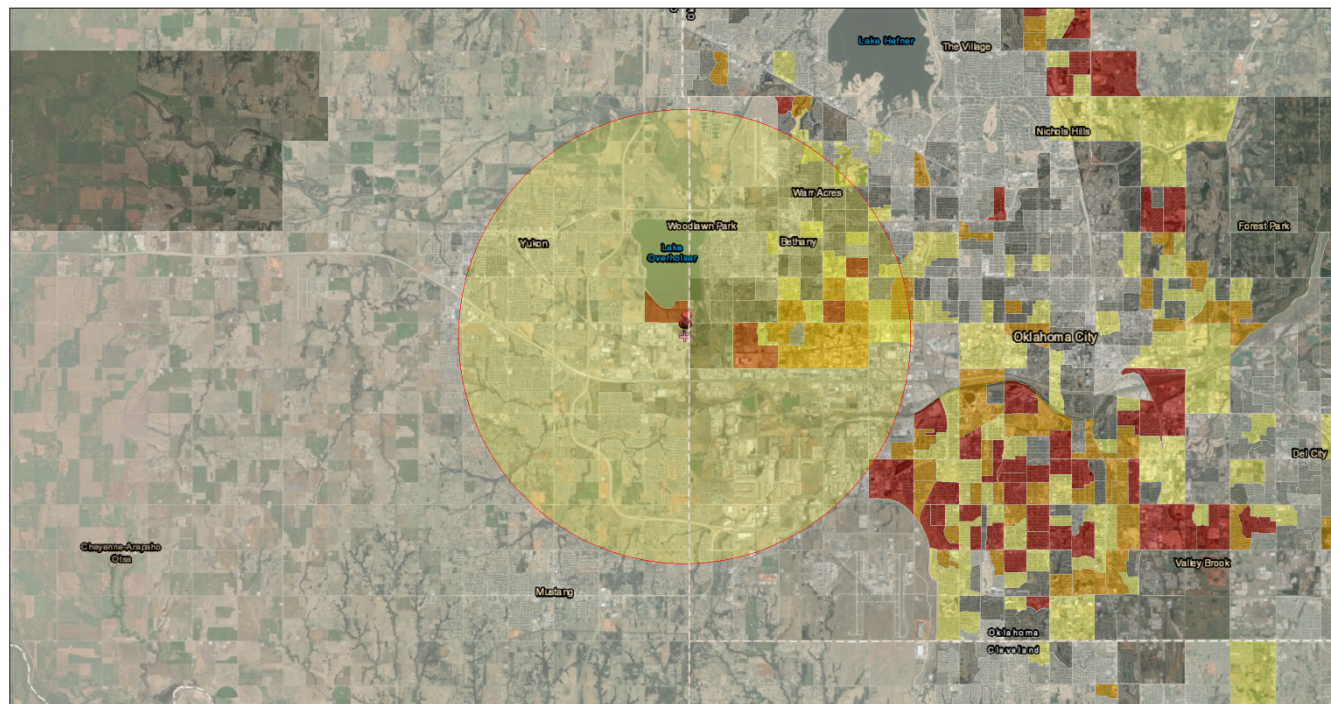 Lake Hefner
The Village
Nichols Hills
Warr Acres
Woodlawn Park
Forest Park
Yukon
Bethany
Lake
Overholser
Oklahoma City
Del City
Cheyenne-Arapaho
Otsa
Valley Brook
Mustang
Oklahoma
Cleveland